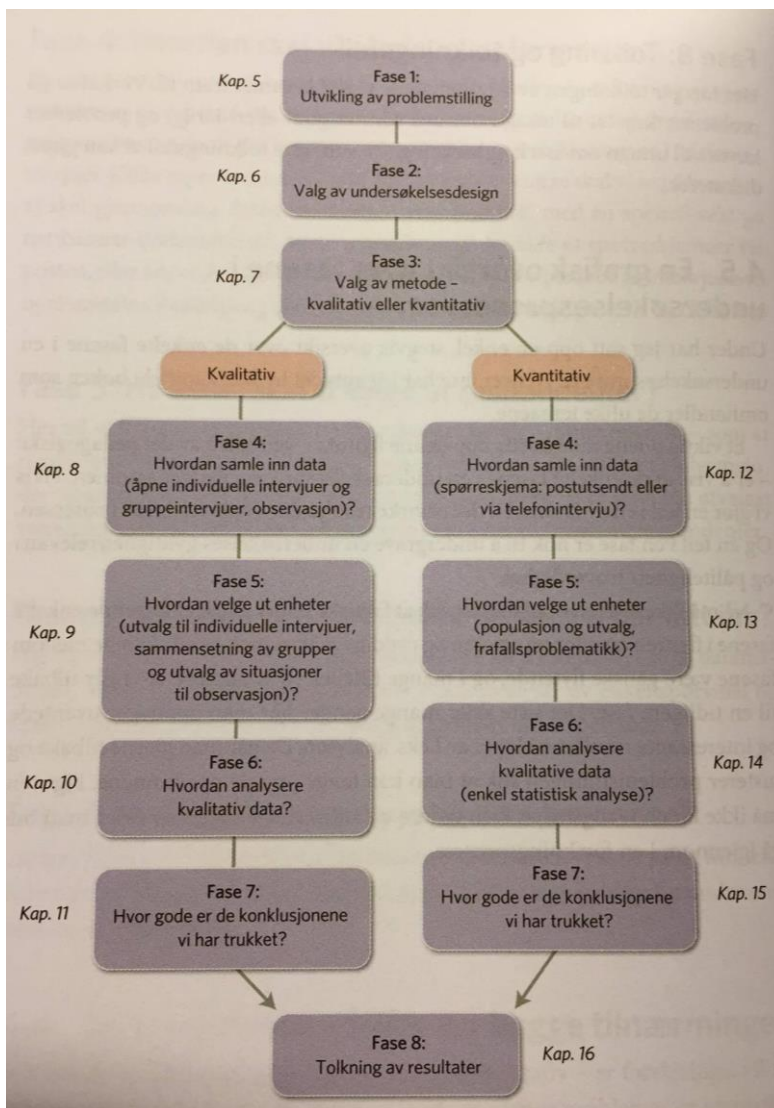 Kap. 5
Fase 1:
Utvikling av problemstilling
Kap. 6
Fase 2:
Valg av undersøkelsesdesign
Kap. 7
Fase 3:
Valg av metode –
kvalitativ eller kvantitativ
Kvalitativ
Kap. 8
Fase 4:
Hvordan samle inn data
(åpne individuelle intervjuer og
gruppeintervjuer, observasjon)?
Kap. 9
Fase 5:
Hvordan velge ut enheter
(utvalg til individuelle intervjuer,
sammensetning av grupper
og utvalg av situasjoner
til observasjon)?
Kap. 10
Fase 6:
Hvordan analysere
kvalitativ data?
Kap. 11
Fase 7:
Hvor gode er de konklusjonene
vi har trukket?
Kvantitativ
Fase 4:
Hvordan samle inn data
(spørreskjema: postutsendt eller
via telefonintervju)?
Kap. 12
Fase 5:
Hvordan velge ut enheter
(populasjon og utvalg,
frafallsproblematikk)?
Kap. 13
Fase 6:
Hvordan analysere
kvalitative data
(enkel statistisk analyse)?
Kap. 14
Fase 7:
Hvor gode er de konklusjonene
vi har trukket?
Kap. 15
Fase 8:
Tolkning av resultater
Kap. 16